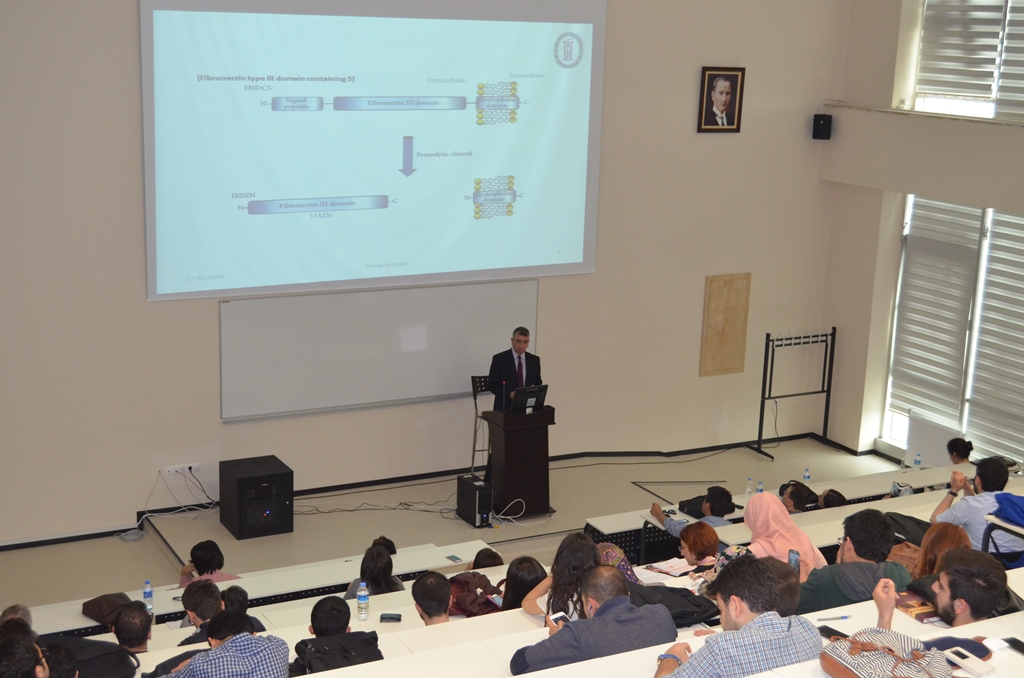 (Fibronectin type III domain containing 5)
FNDC5
Extracellular
N
Signal
peptide
Fibronectin III domain
C
Proteolytic cleaved
IRISIN
N
Fibronectin III domain
C
12 kDa
N
C